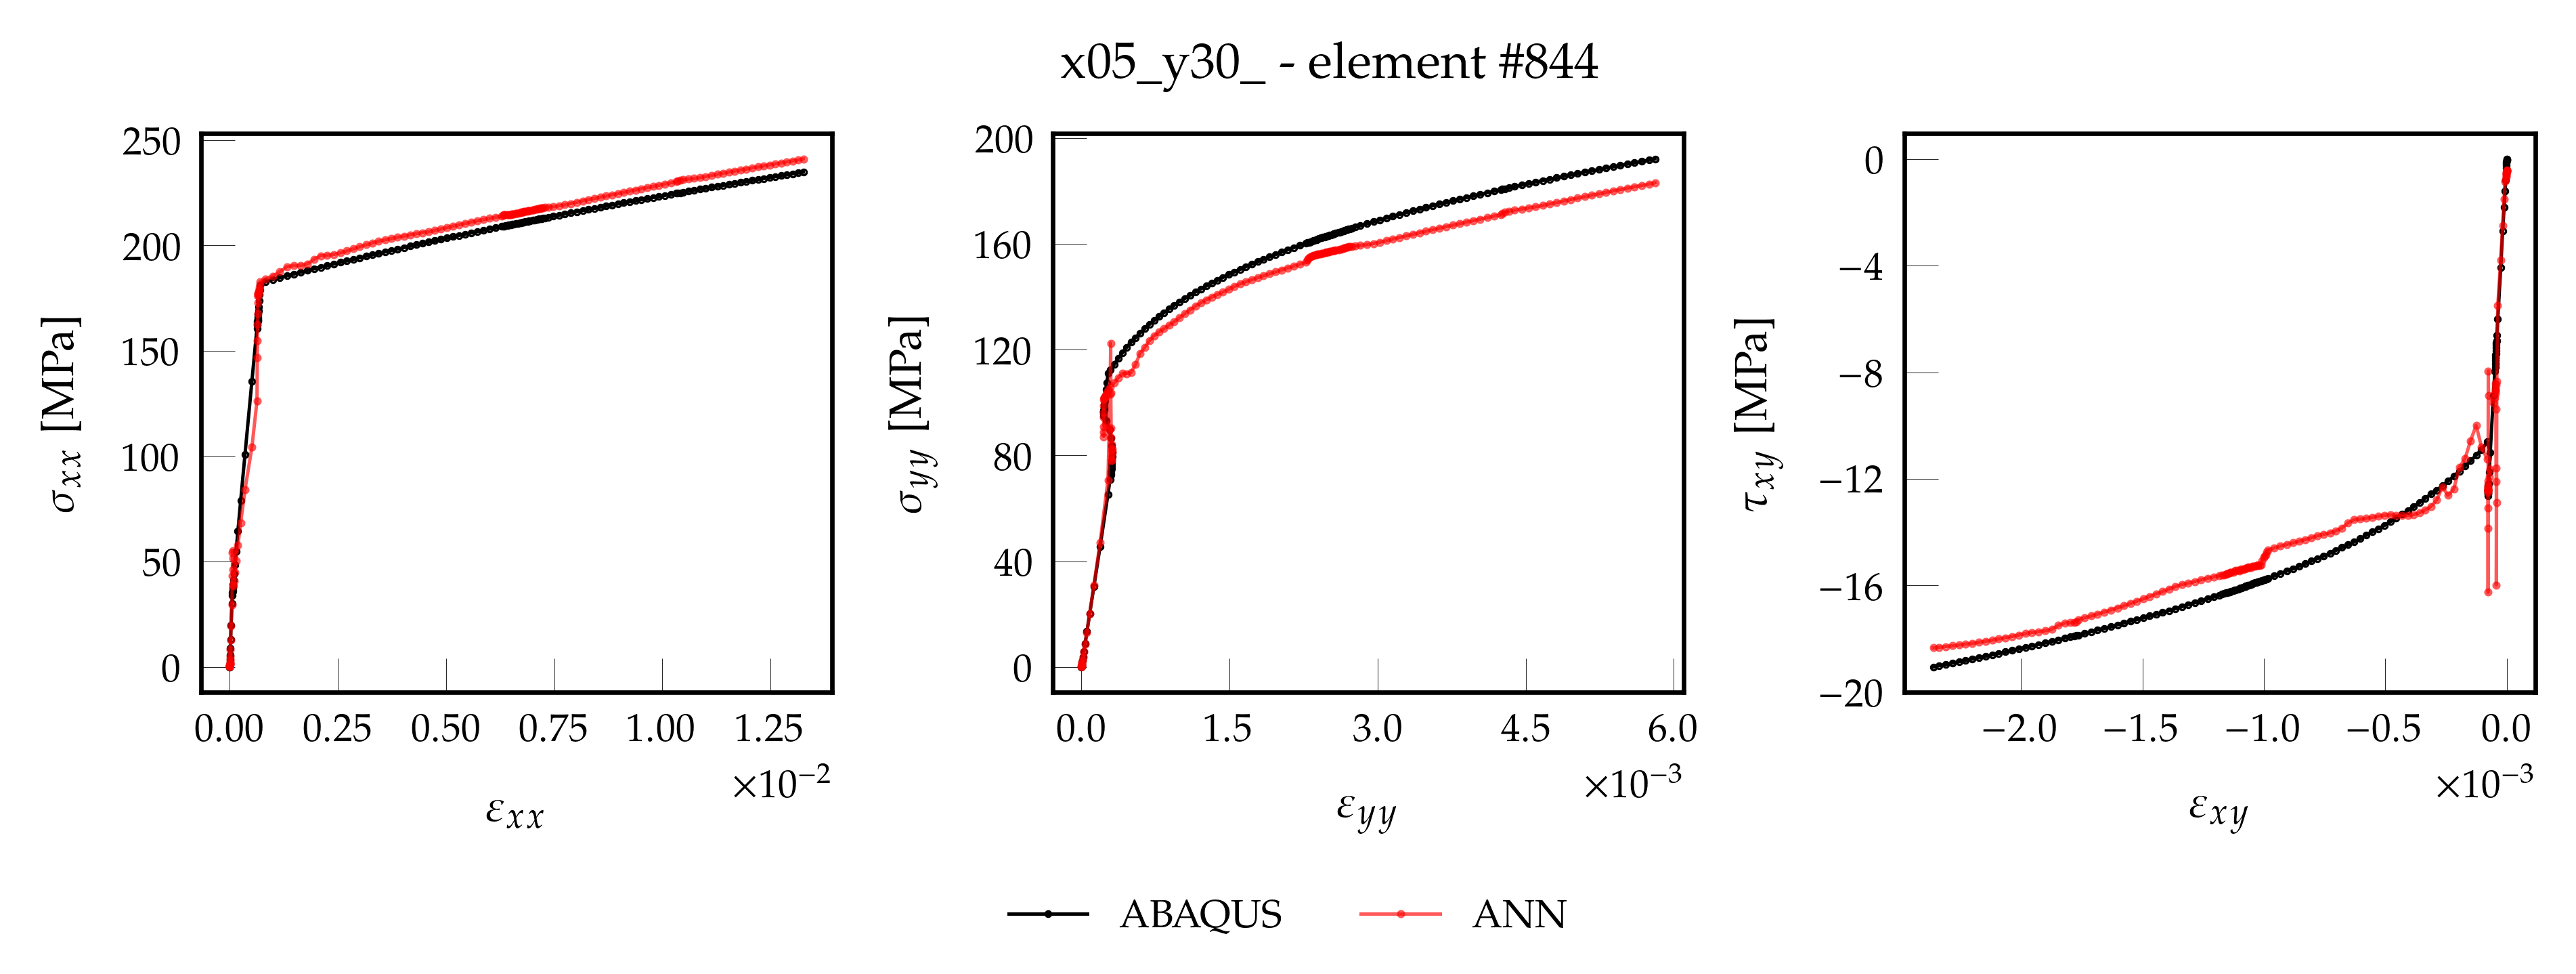 x05_y30_ - element #844
250
200
150
100
50
0
σxx [MPa]
0.00 0.25 0.50 0.75 1.00 1.25
×10−2
εxx
200
160
120
80
40
0
σyy [MPa]
0.0 1.5 3.0 4.5 6.0
×10−3
εyy
0
−4
−8
−12
−16
−20
τxy [MPa]
−2.0 −1.5 −1.0 −0.5 0.0
×10−3
εxy
ABAQUS ANN